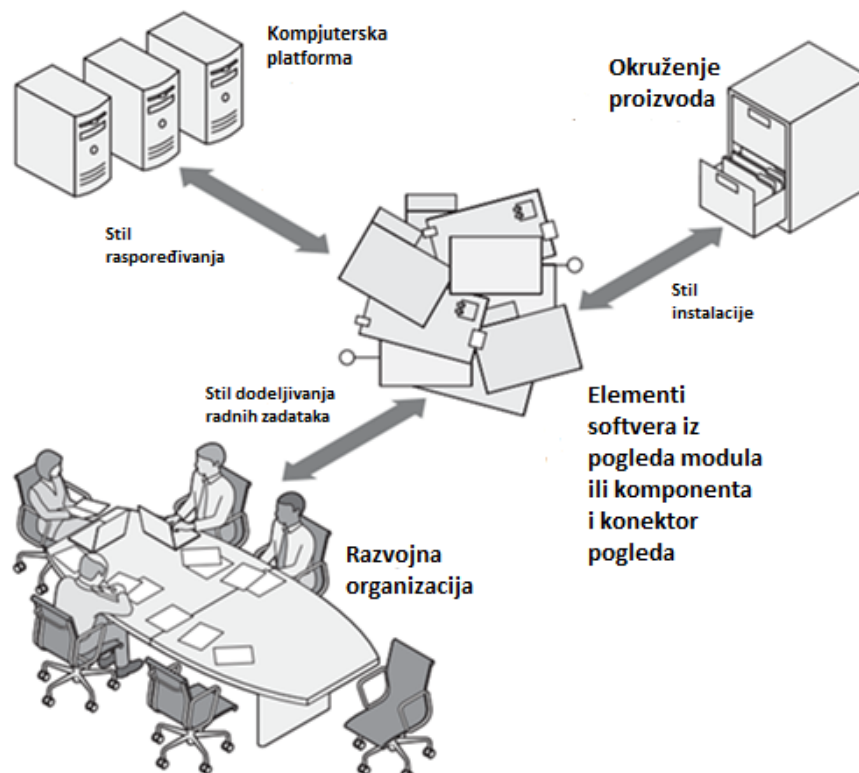 Kompjuterska
platforma
Okruženje
proizvoda
Stil
raspoređivanja
Stil
instalacije
Stil dodeljivanja
radnih zadataka
Elementi
softvera iz
pogleda modula
ili komponenta
i konektor
pogleda
Razvojna
organizacija